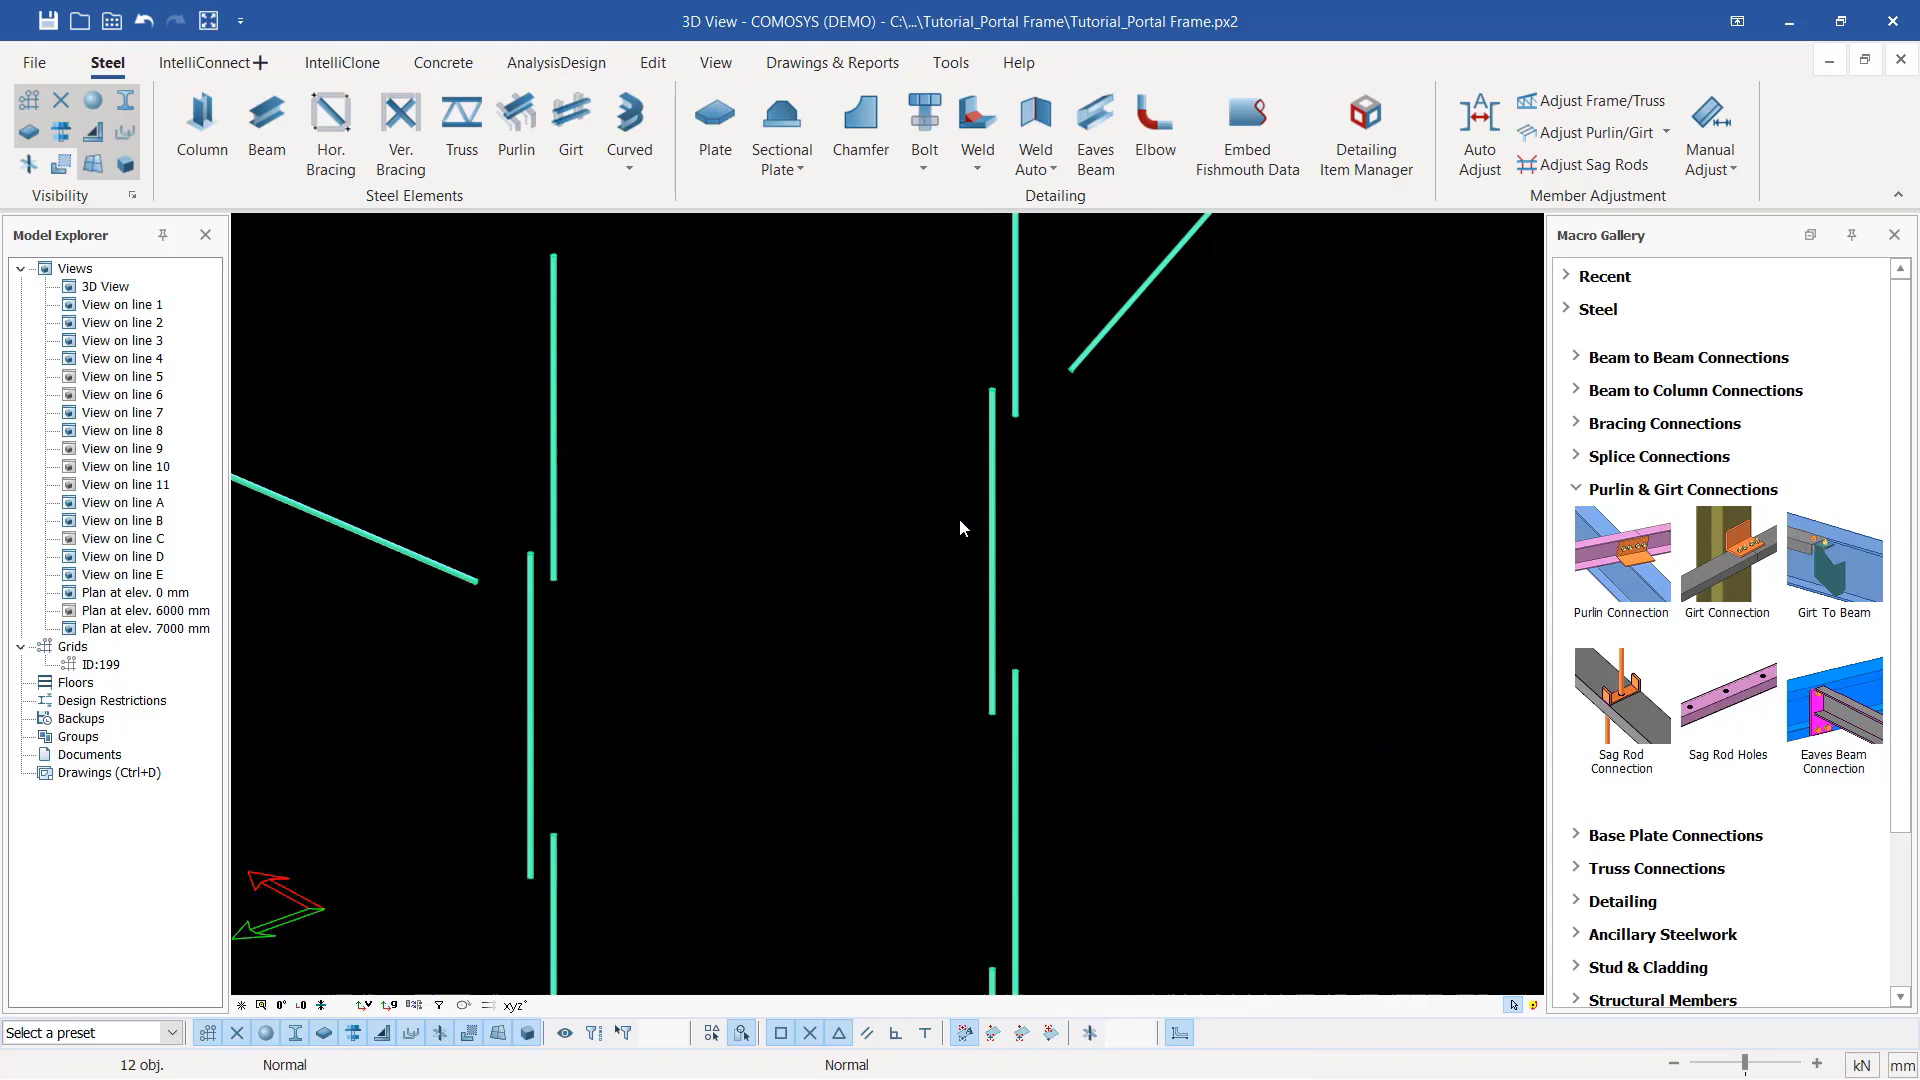 3D View - COMOSYS (DEMO) - C:\...\Tutorial_Portal Frame\Tutorial_Portal Frame.px2
File Steel IntelliConnect+ IntelliClone Concrete AnalysisDesign Edit View Drawings & Reports Tools Help
Column Beam Hor. Bracing Ver. Bracing Truss Purlin Girt Curved
Plate Sectional Plate Chamfer Bolt Weld Weld Auto Eaves Beam Elbow Embed Fishmouth Data Detailing Item Manager
Auto Adjust Adjust Frame/Truss Adjust Purlin/Girt Adjust Sag Rods Manual Adjust
Visibility Steel Elements Detailing Member Adjustment
Model Explorer
Views
3D View
View on line 1
View on line 2
View on line 3
View on line 4
View on line 5
View on line 6
View on line 7
View on line 8
View on line 9
View on line 10
View on line 11
View on line A
View on line B
View on line C
View on line D
View on line E
Plan at elev. 0 mm
Plan at elev. 6000 mm
Plan at elev. 7000 mm
Grids
ID:199
Floors
Design Restrictions
Backups
Groups
Documents
Drawings (Ctrl+D)
Macro Gallery
Recent
Steel
Beam to Beam Connections
Beam to Column Connections
Bracing Connections
Splice Connections
Purlin & Girt Connections
Purlin Connection Girt Connection Girt To Beam
Sag Rod Connection Sag Rod Holes Eaves Beam Connection
Base Plate Connections
Truss Connections
Detailing
Ancillary Steelwork
Stud & Cladding
Structural Members
xyz
Select a preset
12 obj. Normal Normal kN mm